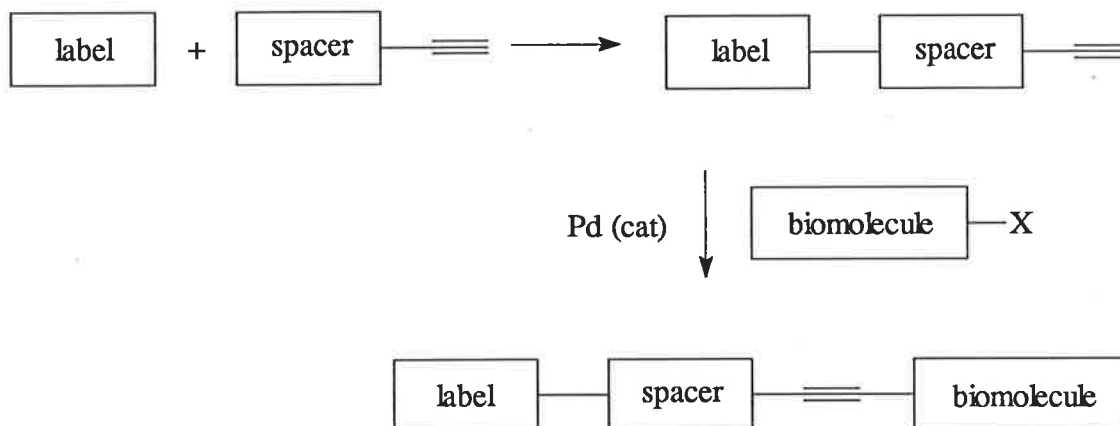 label + spacer label spacer
Pd (cat) biomolecule X
label spacer biomolecule